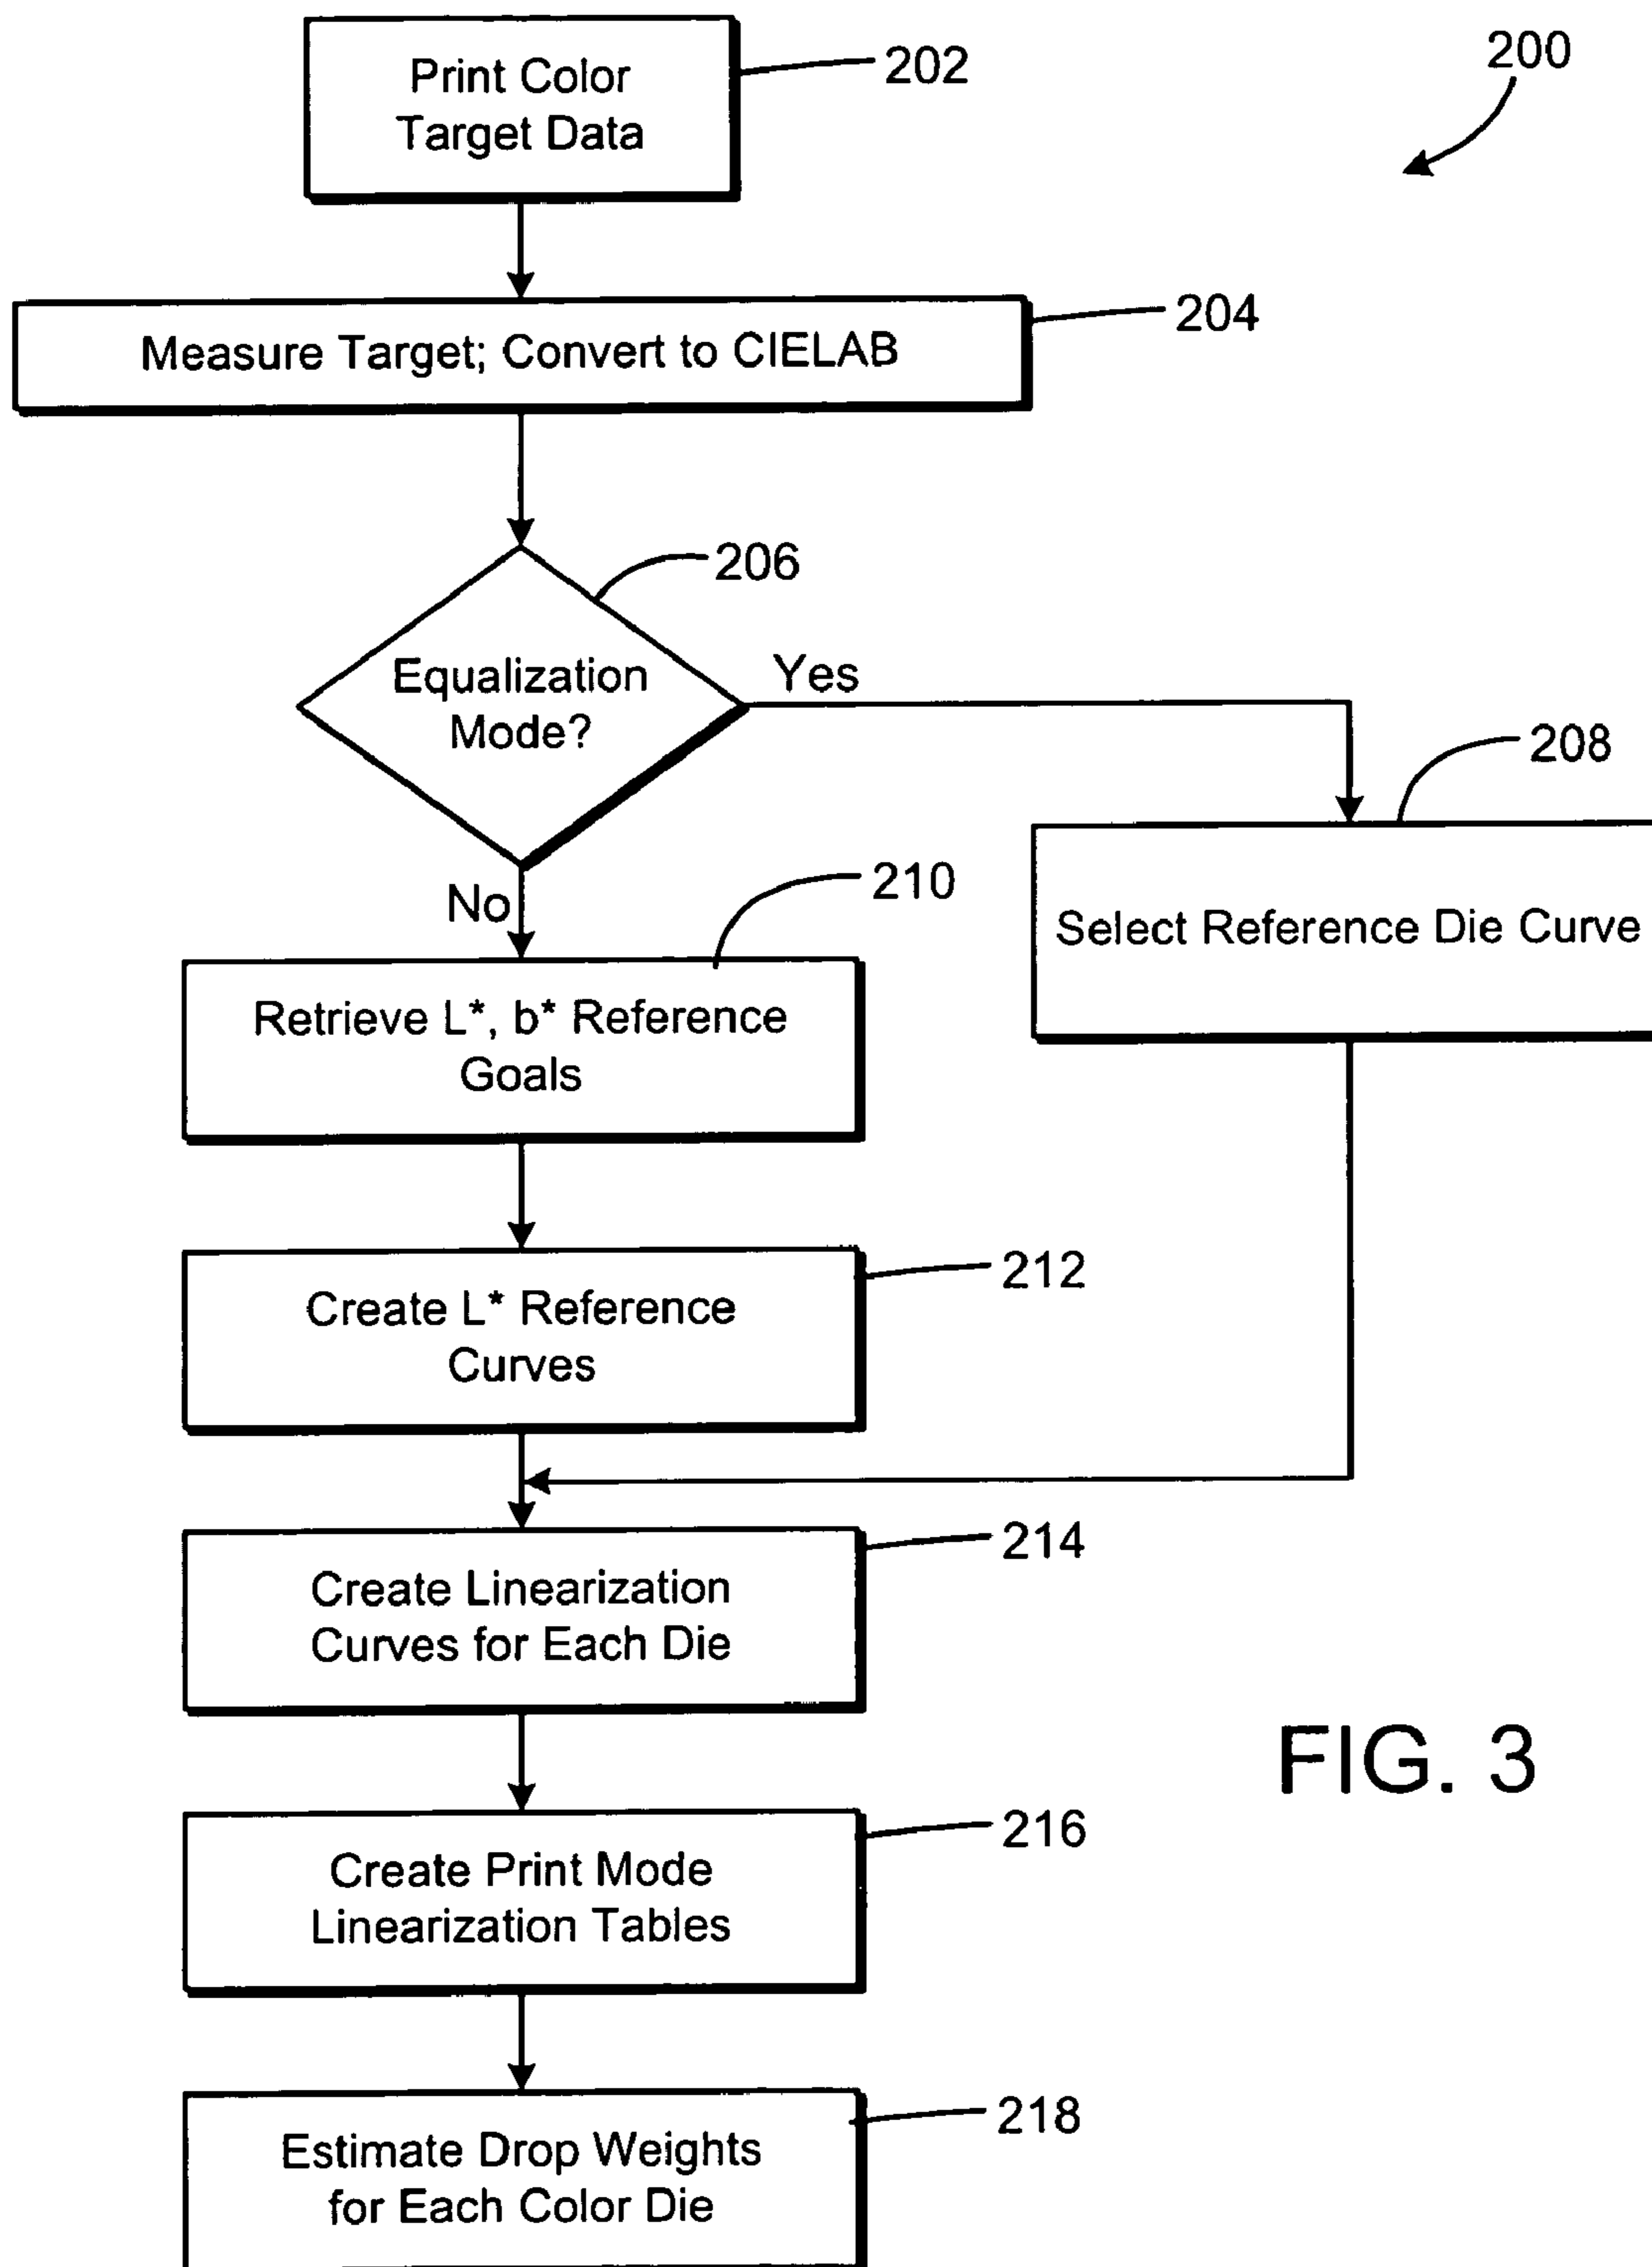 200
Print Color
Target Data
202
Measure Target; Convert to CIELAB
204
206
Equalization
Mode?
Yes
No
208
Select Reference Die Curve
210
Retrieve L*, b* Reference
Goals
212
Create L* Reference
Curves
214
Create Linearization
Curves for Each Die
216
Create Print Mode
Linearization Tables
218
Estimate Drop Weights
for Each Color Die
FIG. 3